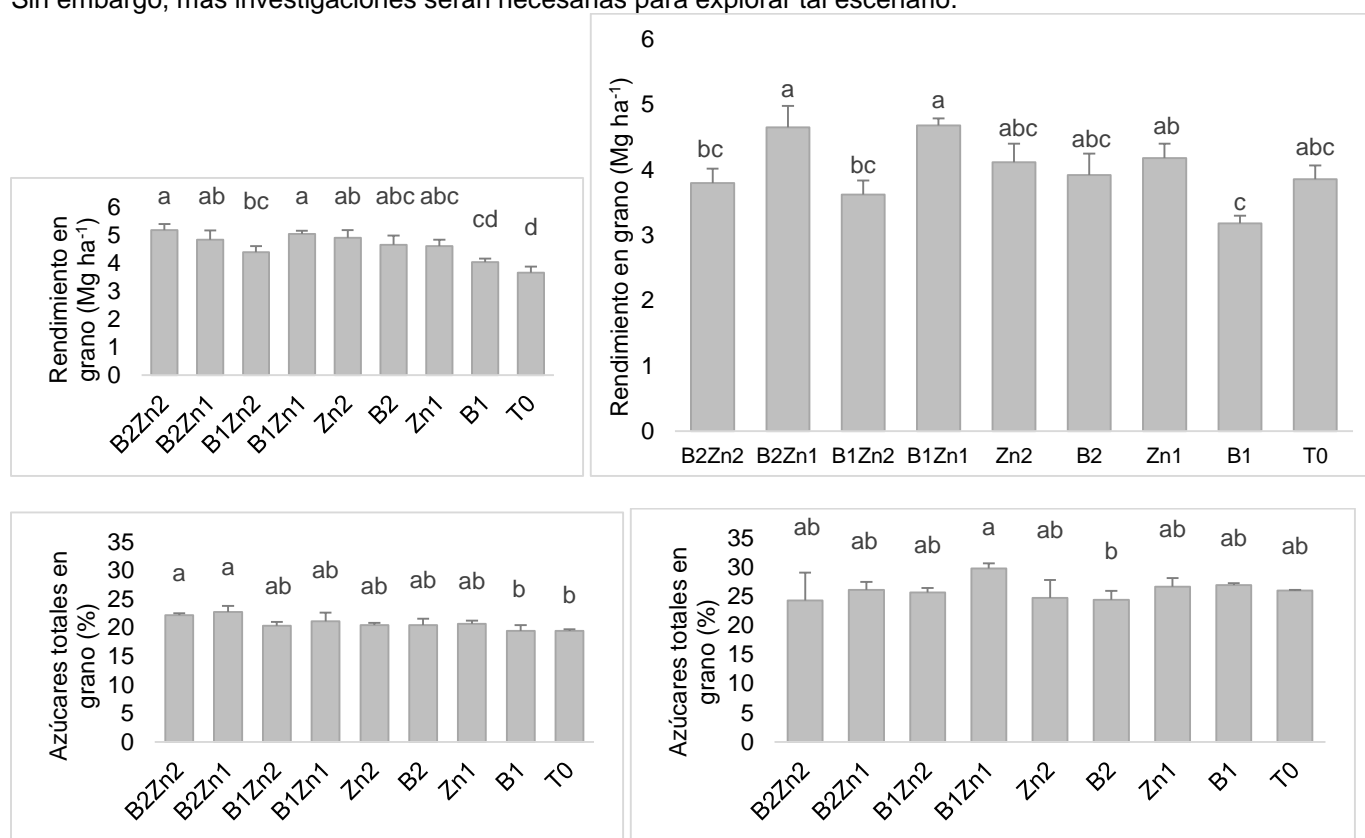 Sin embargo, más investigaciones serán necesarias para explorar tal escenario.
Rendimiento en
grano (Mg ha-1)
6
5
4
3
2
1
0
a ab bc a ab abc abc cd d
B2Zn2 B2Zn1 B1Zn2 B1Zn1 Zn2 B2 Zn1 B1 T0
Rendimiento en grano (Mg ha-1)
6
5
4
3
2
1
0
bc a bc a abc abc ab c abc
B2Zn2 B2Zn1 B1Zn2 B1Zn1 Zn2 B2 Zn1 B1 T0
Azúcares totales en
grano (%)
35
30
25
20
15
10
5
0
a a ab ab ab ab ab b b
B2Zn2 B2Zn1 B1Zn2 B1Zn1 Zn2 B2 Zn1 B1 T0
Azúcares totales en
grano (%)
35
30
25
20
15
10
5
0
ab ab ab a ab b ab ab ab
B2Zn2 B2Zn1 B1Zn2 B1Zn1 Zn2 B2 Zn1 B1 T0